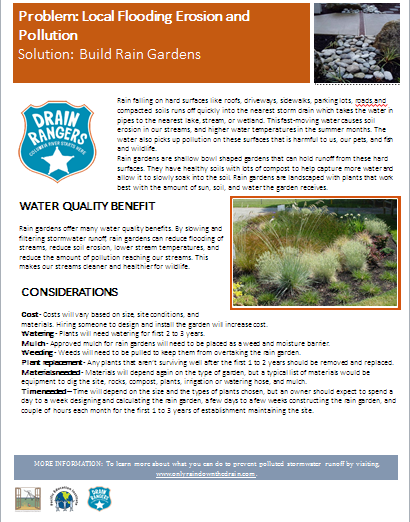 Problem: Local Flooding Erosion and
Pollution
Solution: Build Rain Gardens
DRAIN
RANGERS
COLUMBIA RIVER STARTS HERE
Rain falling on hard surfaces like roofs, driveways, sidewalks, parking lots, roads and
compacted soils runs off quickly into the nearest storm drain which takes the water in
pipes to the nearest lake, stream, or wetland. This fast-moving water causes soil
erosion in our streams, and higher water temperatures in the summer months. The
water also picks up pollution on these surfaces that is harmful to us, our pets, and fish
and wildlife.
Rain gardens are shallow bowl shaped gardens that can hold runoff from these hard
surfaces. They have healthy soils with lots of compost to help capture more water and
allow it to slowly soak into the soil. Rain gardens are landscaped with plants that work
best with the amount of sun, soil, and water the garden receives.
WATER QUALITY BENEFIT
Rain gardens offer many water quality benefits. By slowing and
filtering stormwater runoff, rain gardens can reduce flooding of
streams, reduce soil erosion, lower stream temperatures, and
reduce the amount of pollution reaching our streams. This
makes our streams cleaner and healthier for wildlife.
CONSIDERATIONS
Cost - Costs will vary based on size, site conditions, and
materials. Hiring someone to design and install the garden will increase cost.
Watering - Plants will need watering for first 2 to 3 years.
Mulch - Approved mulch for rain gardens will need to be placed as a weed and moisture barrier.
Weeding - Weeds will need to be pulled to keep them from overtaking the rain garden.
Plant replacement - Any plants that aren't surviving well after the first 1 to 2 years should be removed and replaced.
Materials needed - Materials will depend again on the type of garden, but a typical list of materials would be
equipment to dig the site, rocks, compost, plants, irrigation or watering hose, and mulch.
Time needed—Time will depend on the size and the types of plants chosen, but an owner should expect to spend a
day to a week designing and calculating the rain garden, a few days to a few weeks constructing the rain garden, and
couple of hours each month for the first 1 to 3 years of establishment maintaining the site.
MORE INFORMATION: To learn more about what you can do to prevent polluted stormwater runoff by visiting,
www.onlyraindownthedrain.com.
DRAIN
RANGERS